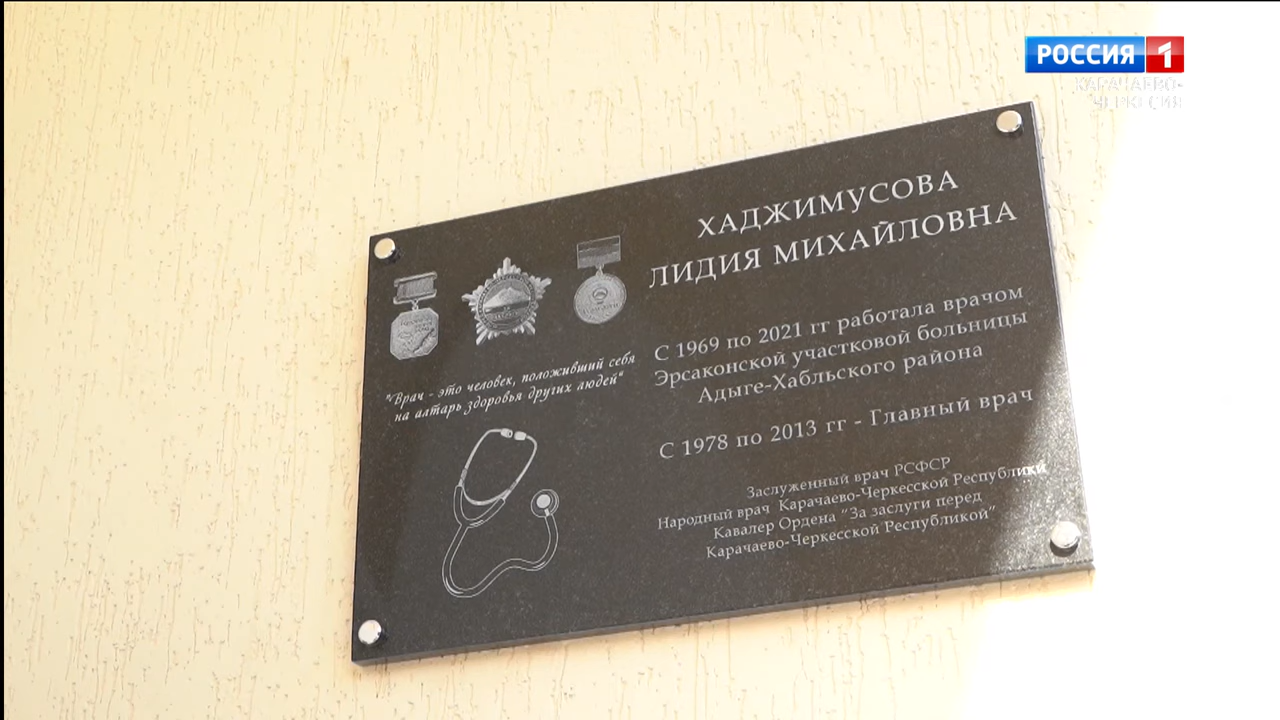 РОССИЯ 1
КАРАЧАЕВО-
ЧЕРКЕСИЯ
ХАДЖИМУСОВА
ЛИДИЯ МИХАЙЛОВНА
"Врач - это человек, положивший себя
на алтарь здоровья других людей"
С 1969 по 2021 гг работала врачом
Эрсаконской участковой больницы
Адыге-Хабльского района
С 1978 по 2013 гг - Главный врач
Заслуженный врач РСФСР
Народный врач Карачаево-Черкесской Республики
Кавалер Ордена "За заслуги перед
Карачаево-Черкесской Республикой"